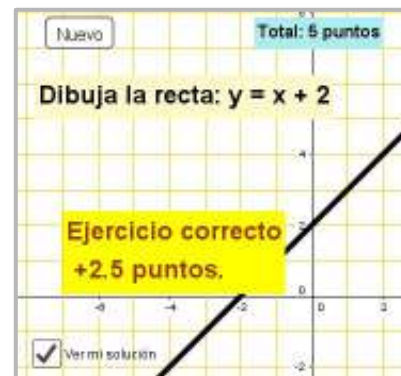 Nuevo
Total: 5 puntos
Dibuja la recta: y = x + 2
4
Ejercicio correcto
+2.5 puntos.
2
0
-4
-2
0
2
Ver mi solución
-2